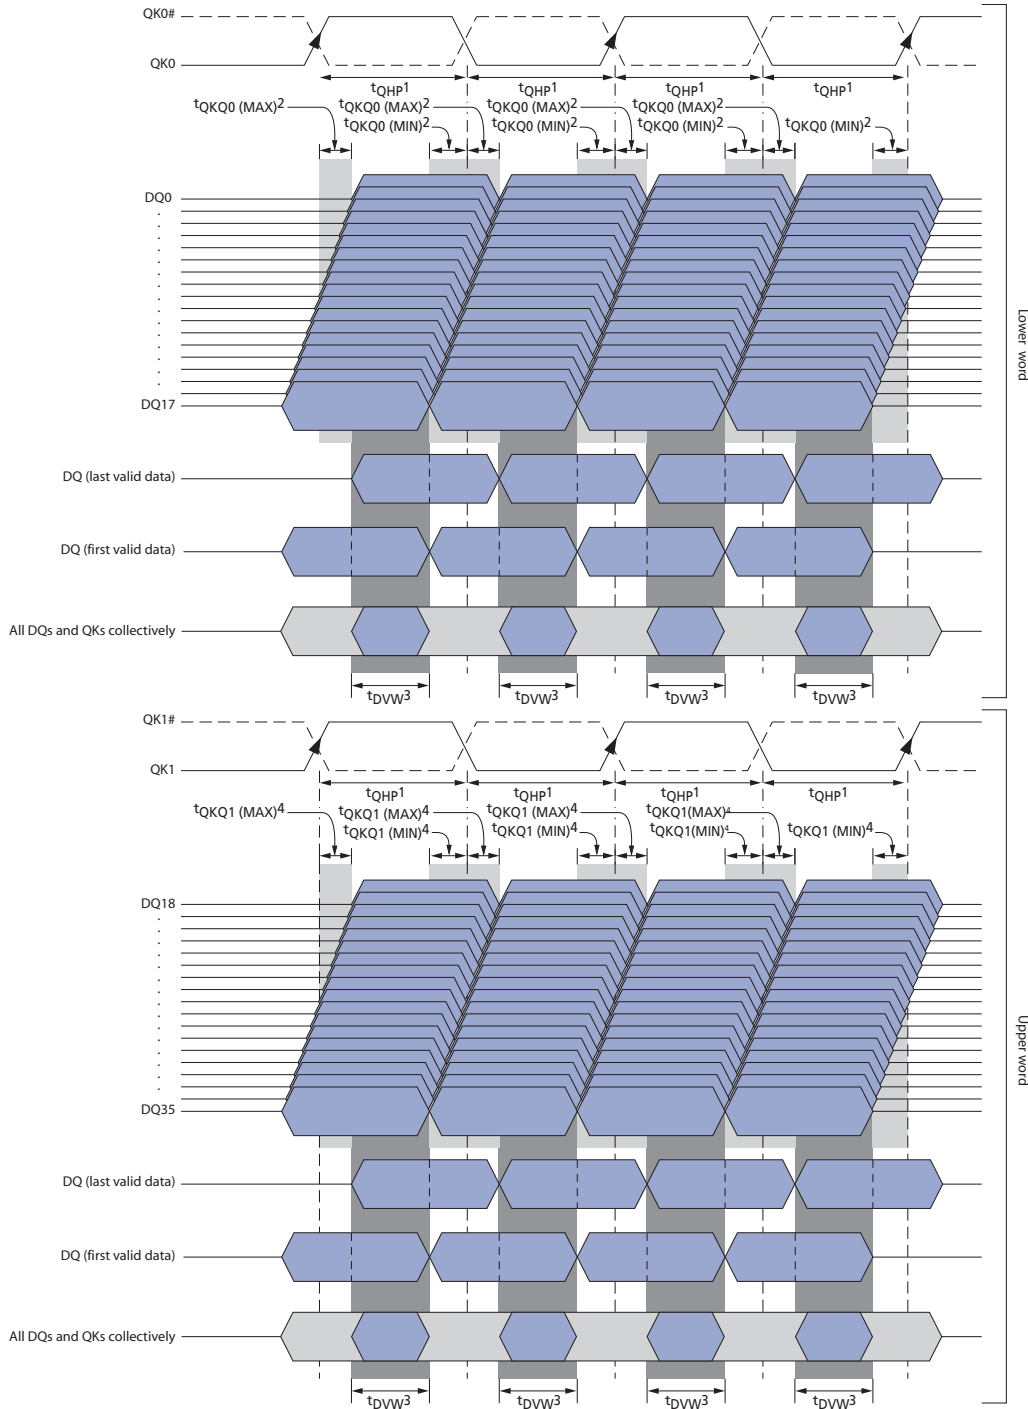 QK0#
QK0
tQHP1 tQHP1 tQHP1 tQHP1
tQKQ0 (MAX)2 tQKQ0 (MAX)2 tQKQ0 (MAX)2 tQKQ0 (MAX)2
tQKQ0 (MIN)2 tQKQ0 (MIN)2 tQKQ0 (MIN)2 tQKQ0 (MIN)2
DQ0
DQ17
Lower word
DQ (last valid data)
DQ (first valid data)
All DQs and QKs collectively
tDVW3 tDVW3 tDVW3 tDVW3
QK1#
QK1
tQHP1 tQHP1 tQHP1 tQHP1
tQKQ1 (MAX)4 tQKQ1 (MAX)4 tQKQ1 (MAX)4 tQKQ1(MAX)4
tQKQ1 (MIN)4 tQKQ1 (MIN)4 tQKQ1(MIN)4 tQKQ1 (MIN)4
DQ18
DQ35
Upper word
DQ (last valid data)
DQ (first valid data)
All DQs and QKs collectively
tDVW3 tDVW3 tDVW3 tDVW3